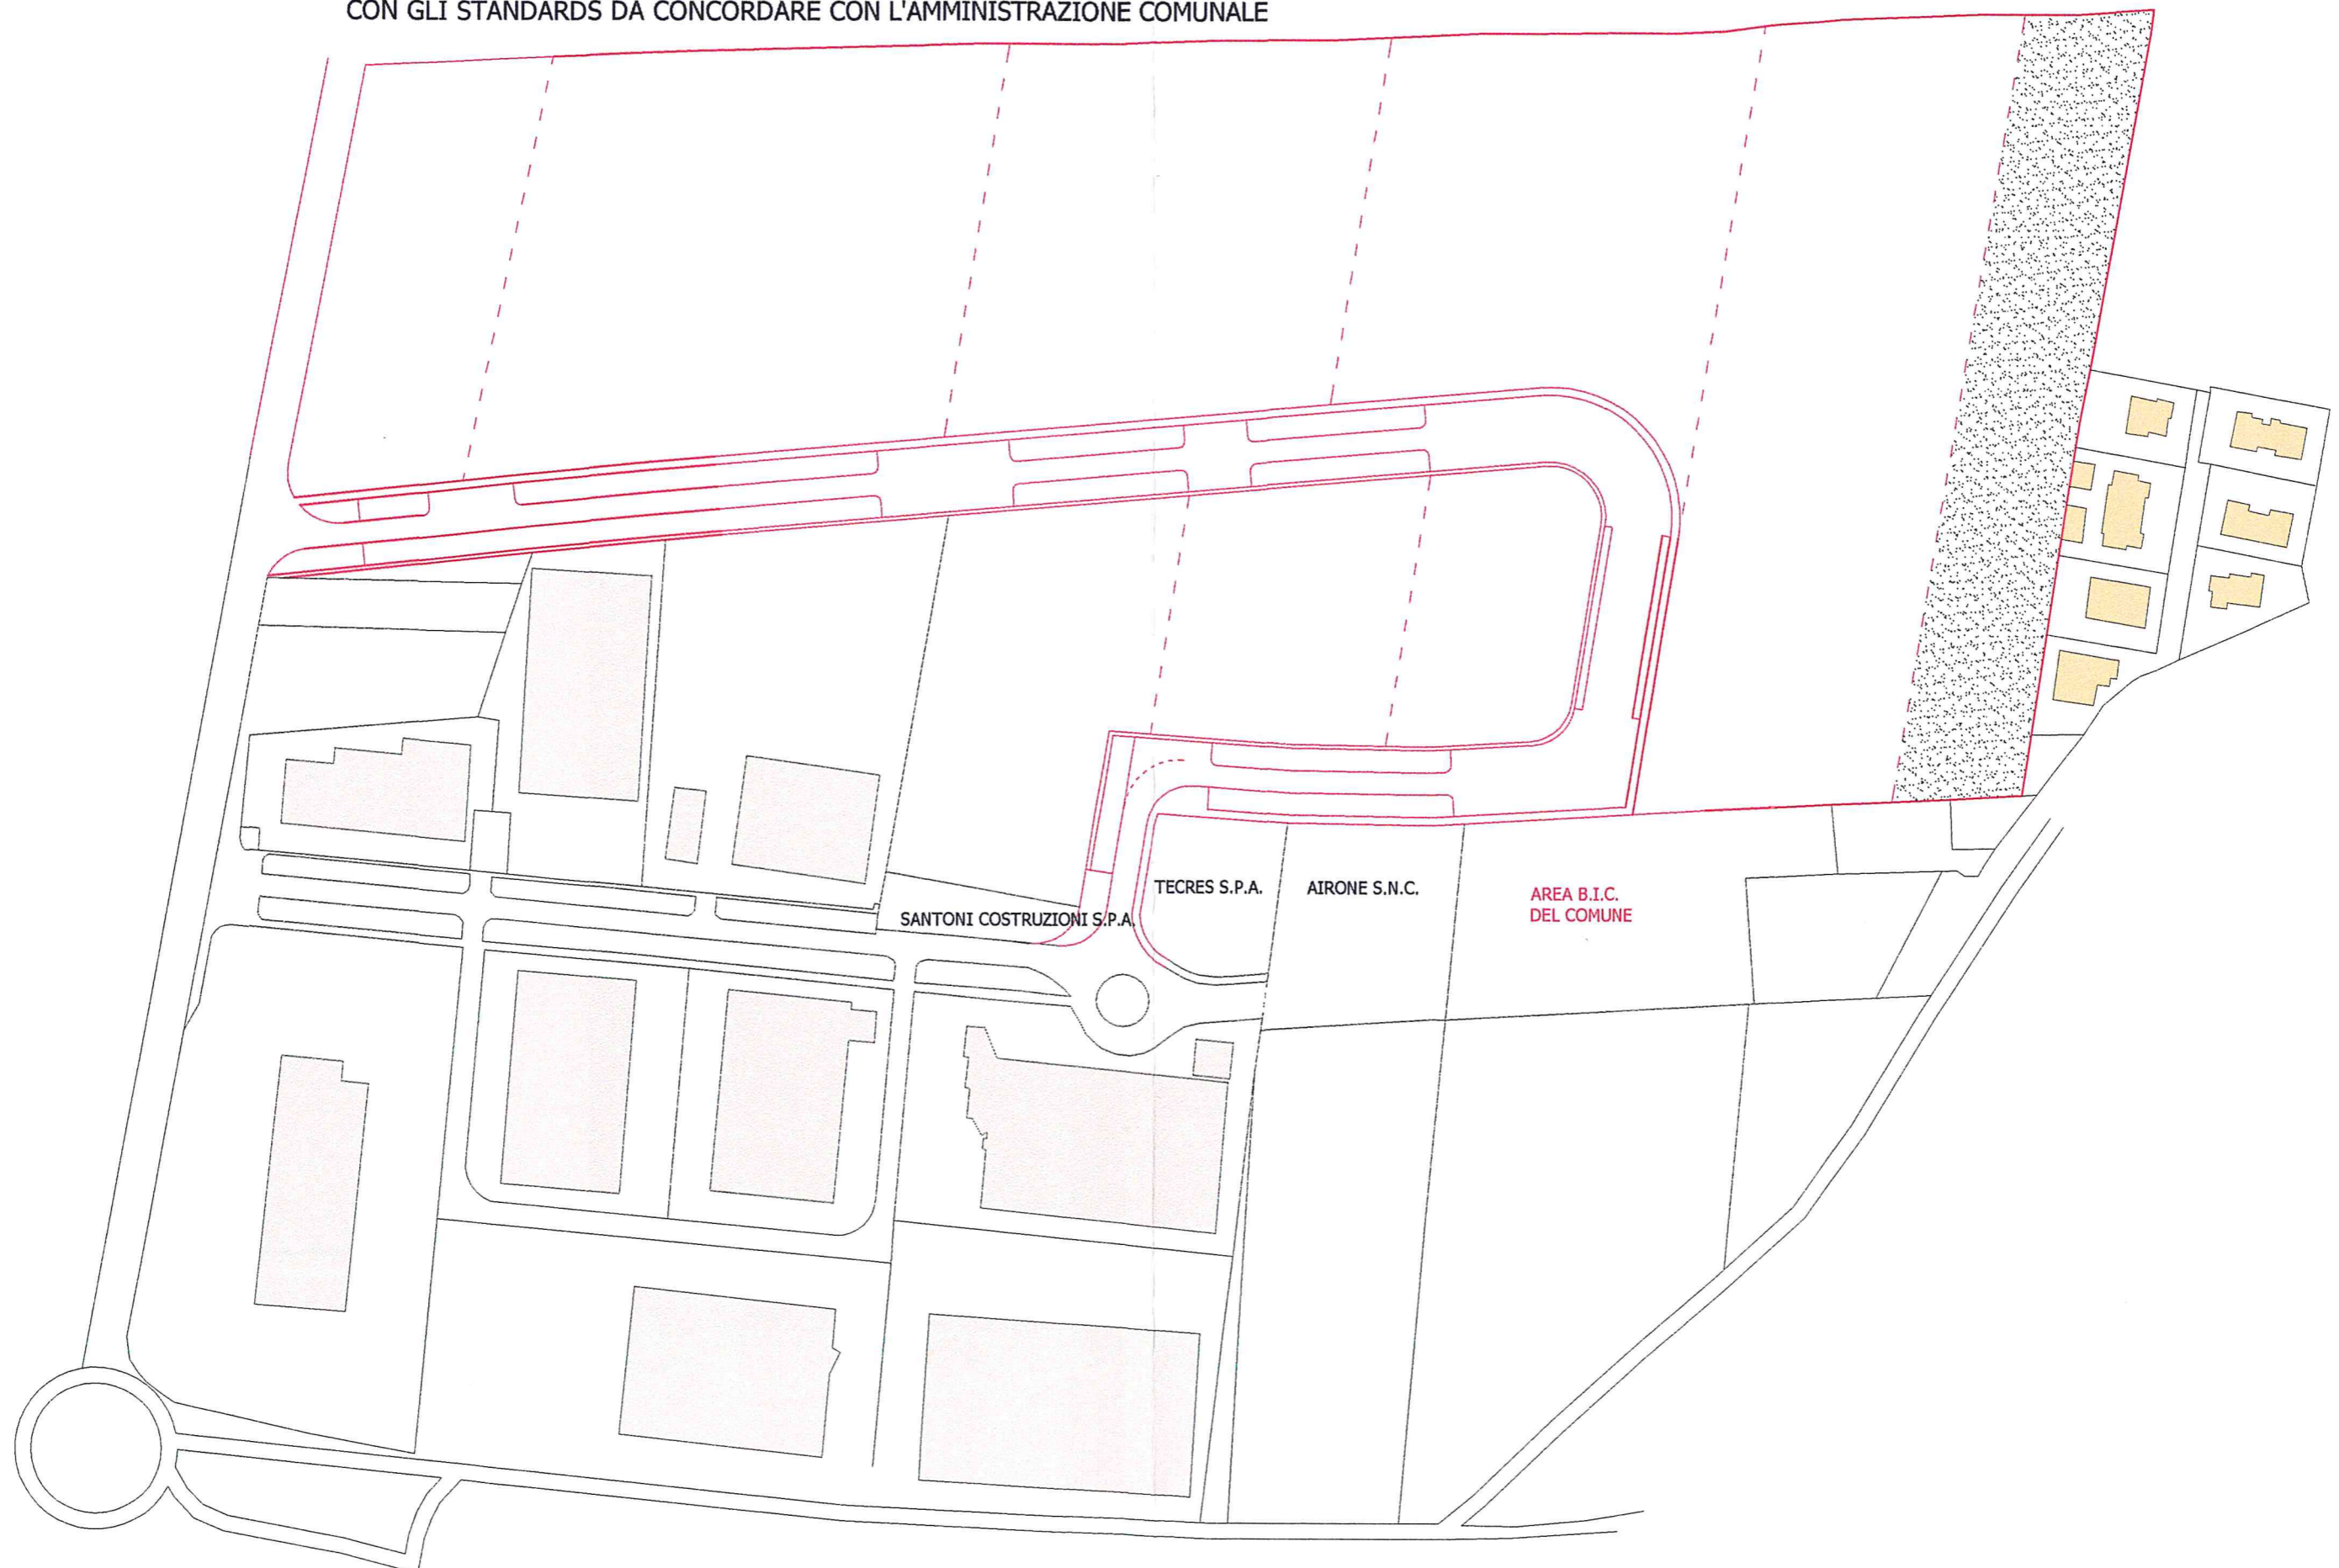 CON GLI STANDARDS DA CONCORDARE CON L'AMMINISTRAZIONE COMUNALE
TECRES S.P.A.
AIRONE S.N.C.
AREA B.I.C.
DEL COMUNE
SANTONI COSTRUZIONI S.P.A.